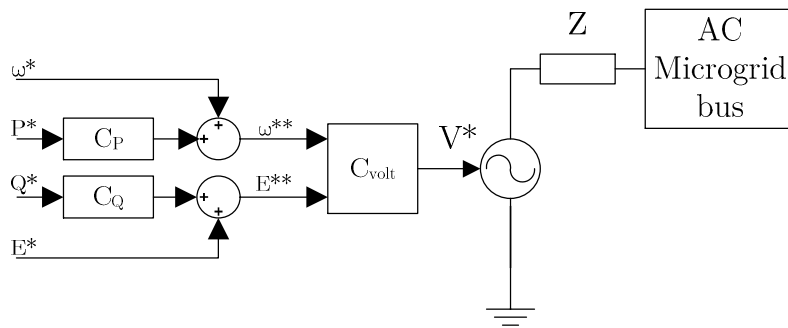 ω*
P*
C_P
ω**
Q*
C_Q
E**
E*
+
+
+
+
C_volt
V*
Z
AC
Microgrid
bus